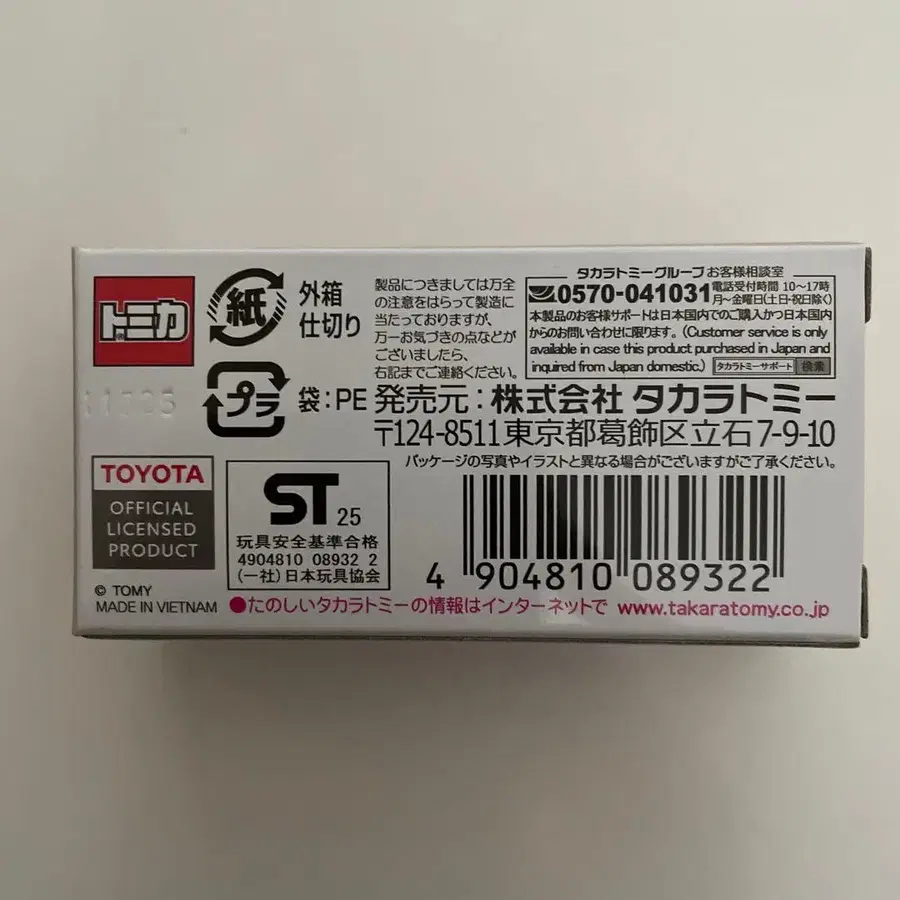 トミカ
紙
外箱
仕切り
プラ
袋:PE
製品につきましては万全
の注意をはらって製造に
当たっておりますが、
万一お気づきの点などが
ございましたら、
右記までご連絡ください。
タカラトミーグループ お客様相談室
0570-041031 電話受付時間 10〜17時
月〜金曜日(土日・祝日除く)
本製品のお客様サポートは日本国内でのご購入かつ日本国内
からのお問い合わせに限ります。(Customer service is only
available in case this product purchased in Japan and
inquired from Japan domestic.) タカラトミーサポート 検索
発売元:株式会社 タカラトミー
〒124-8511東京都葛飾区立石7-9-10
パッケージの写真やイラストと異なる場合がございますがご了承ください。
TOYOTA
OFFICIAL
LICENSED
PRODUCT
ST 25
玩具安全基準合格
4904810 08932 2
(一社)日本玩具協会
4 904810 089322
© TOMY
MADE IN VIETNAM
●たのしいタカラトミーの情報はインターネットで www.takaratomy.co.jp